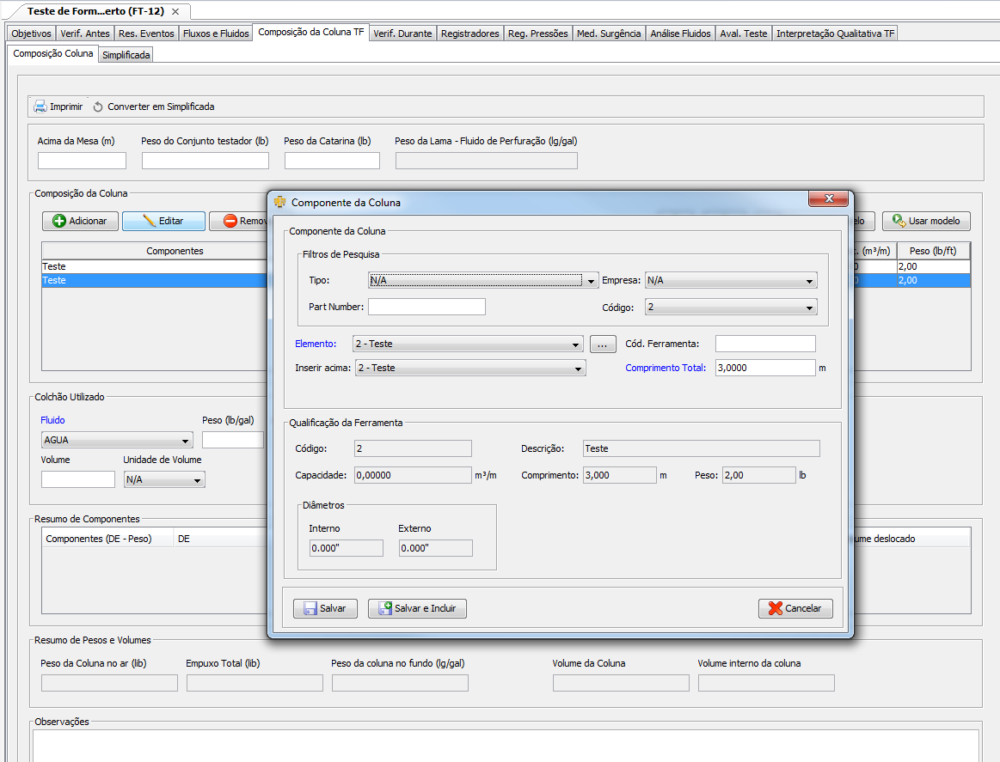 Teste de Form...erto (FT-12)
Objetivos Verif. Antes Res. Eventos Fluxos e Fluidos Composição da Coluna TF Verif. Durante Registradores Reg. Pressões Med. Surgência Análise Fluidos Aval. Teste Interpretação Qualitativa TF
Composição Coluna Simplificada
Imprimir Converter em Simplificada
Acima da Mesa (m) Peso do Conjunto testador (lb) Peso da Catarina (lb) Peso da Lama - Fluido de Perfuração (lg/gal)
Composição da Coluna
Adicionar Editar Remov elo Usar modelo
Componentes . (m³/m) Peso (lb/ft)
Teste 0 2,00
Teste 0 2,00
Componente da Coluna
Componente da Coluna
Filtros de Pesquisa
Tipo: N/A Empresa: N/A
Part Number: Código: 2
Elemento: 2 - Teste ... Cód. Ferramenta:
Inserir acima: 2 - Teste Comprimento Total: 3,0000 m
Qualificação da Ferramenta
Código: 2 Descrição: Teste
Capacidade: 0,00000 m³/m Comprimento: 3,000 m Peso: 2,00 lb
Diâmetros
Interno Externo
0.000" 0.000"
Salvar Salvar e Incluir Cancelar
Colchão Utilizado
Fluido Peso (lb/gal)
AGUA
Volume Unidade de Volume
N/A
Resumo de Componentes
Componentes (DE - Peso) DE ume deslocado
Resumo de Pesos e Volumes
Peso da Coluna no ar (lib) Empuxo Total (lib) Peso da coluna no fundo (lg/gal) Volume da Coluna Volume interno da coluna
Observações